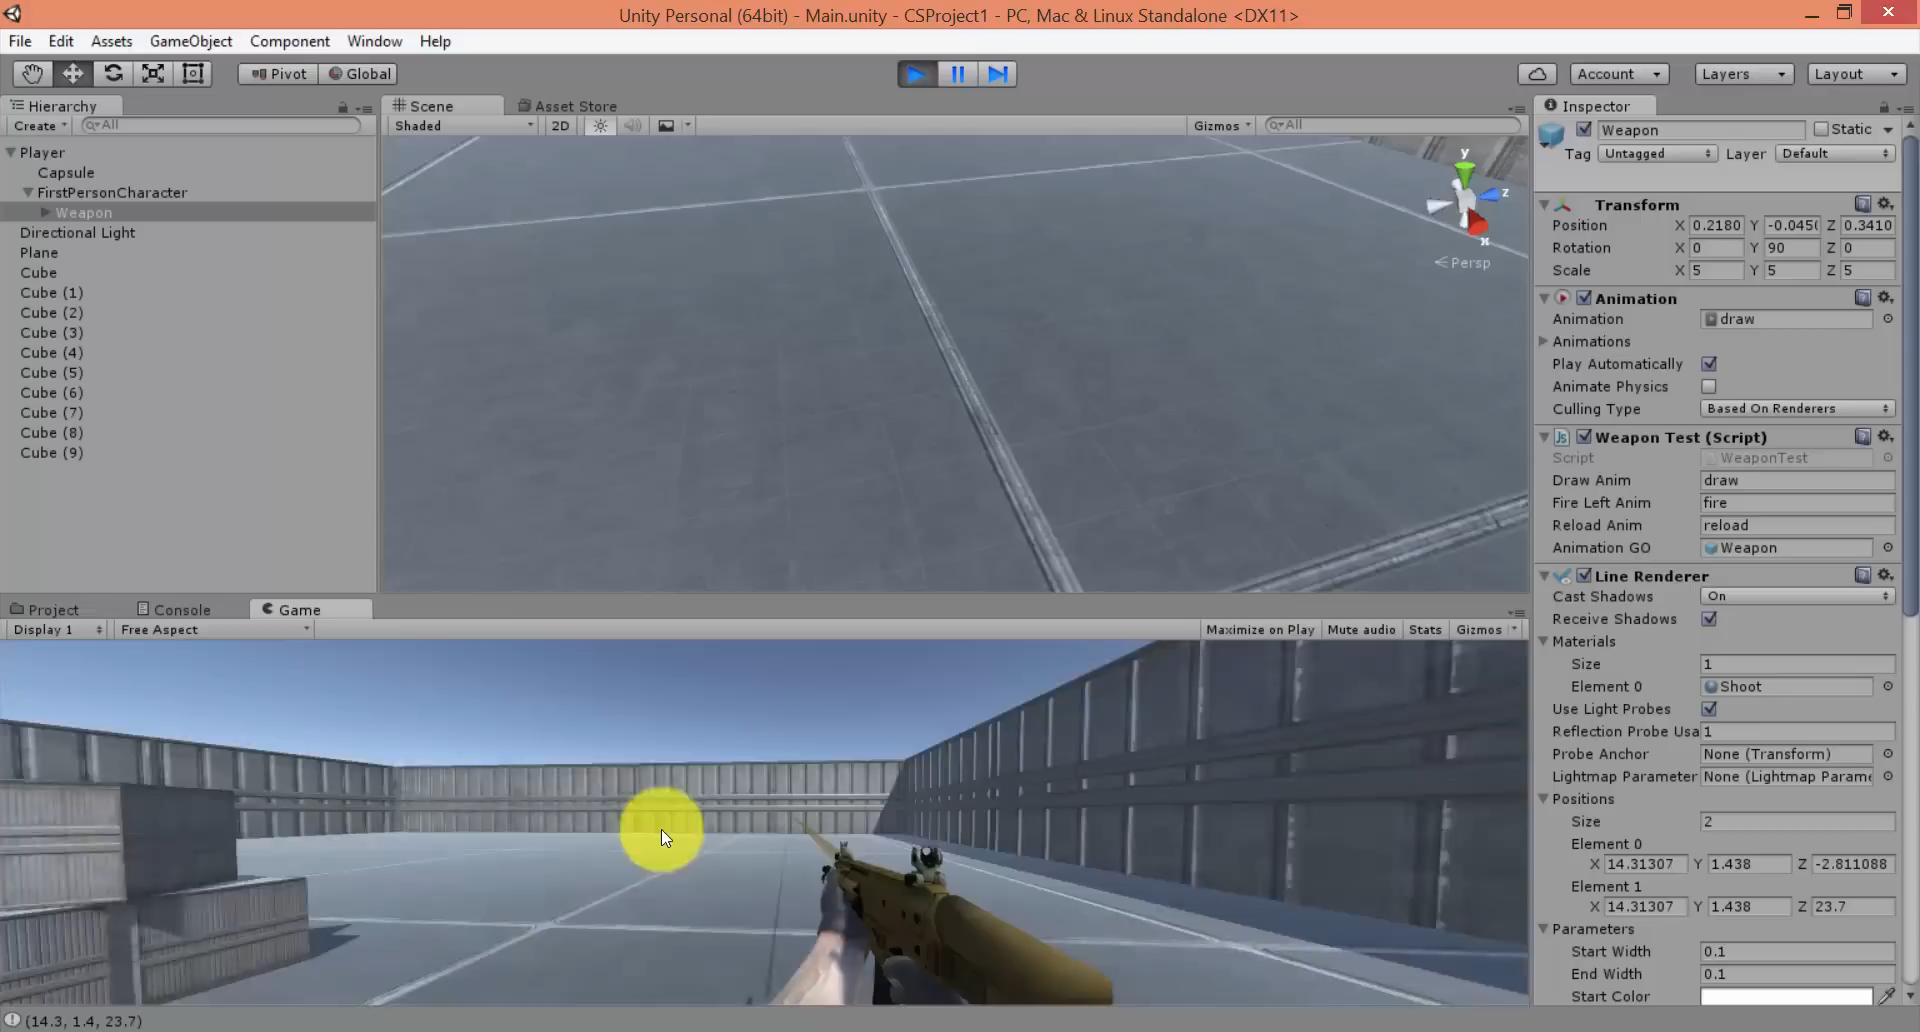 Unity Personal (64bit) - Main.unity - CSProject1 - PC, Mac & Linux Standalone <DX11>
File Edit Assets GameObject Component Window Help
Pivot Global Account Layers Layout
Hierarchy
Create All
Player
Capsule
FirstPersonCharacter
Weapon
Directional Light
Plane
Cube
Cube (1)
Cube (2)
Cube (3)
Cube (4)
Cube (5)
Cube (6)
Cube (7)
Cube (8)
Cube (9)
Scene Asset Store
Shaded 2D Gizmos All
y
z
x
Persp
Project Console Game
Display 1 Free Aspect Maximize on Play Mute audio Stats Gizmos
Inspector
Weapon Static
Tag Untagged Layer Default
Transform
Position X 0.2180 Y -0.045( Z 0.3410
Rotation X 0 Y 90 Z 0
Scale X 5 Y 5 Z 5
Animation
Animation draw
Animations
Play Automatically
Animate Physics
Culling Type Based On Renderers
Js Weapon Test (Script)
Script WeaponTest
Draw Anim draw
Fire Left Anim fire
Reload Anim reload
Animation GO Weapon
Line Renderer
Cast Shadows On
Receive Shadows
Materials
Size 1
Element 0 Shoot
Use Light Probes
Reflection Probe Usa 1
Probe Anchor None (Transform)
Lightmap Parameter None (Lightmap Parame
Positions
Size 2
Element 0
X 14.31307 Y 1.438 Z -2.811088
Element 1
X 14.31307 Y 1.438 Z 23.7
Parameters
Start Width 0.1
End Width 0.1
Start Color
(14.3, 1.4, 23.7)